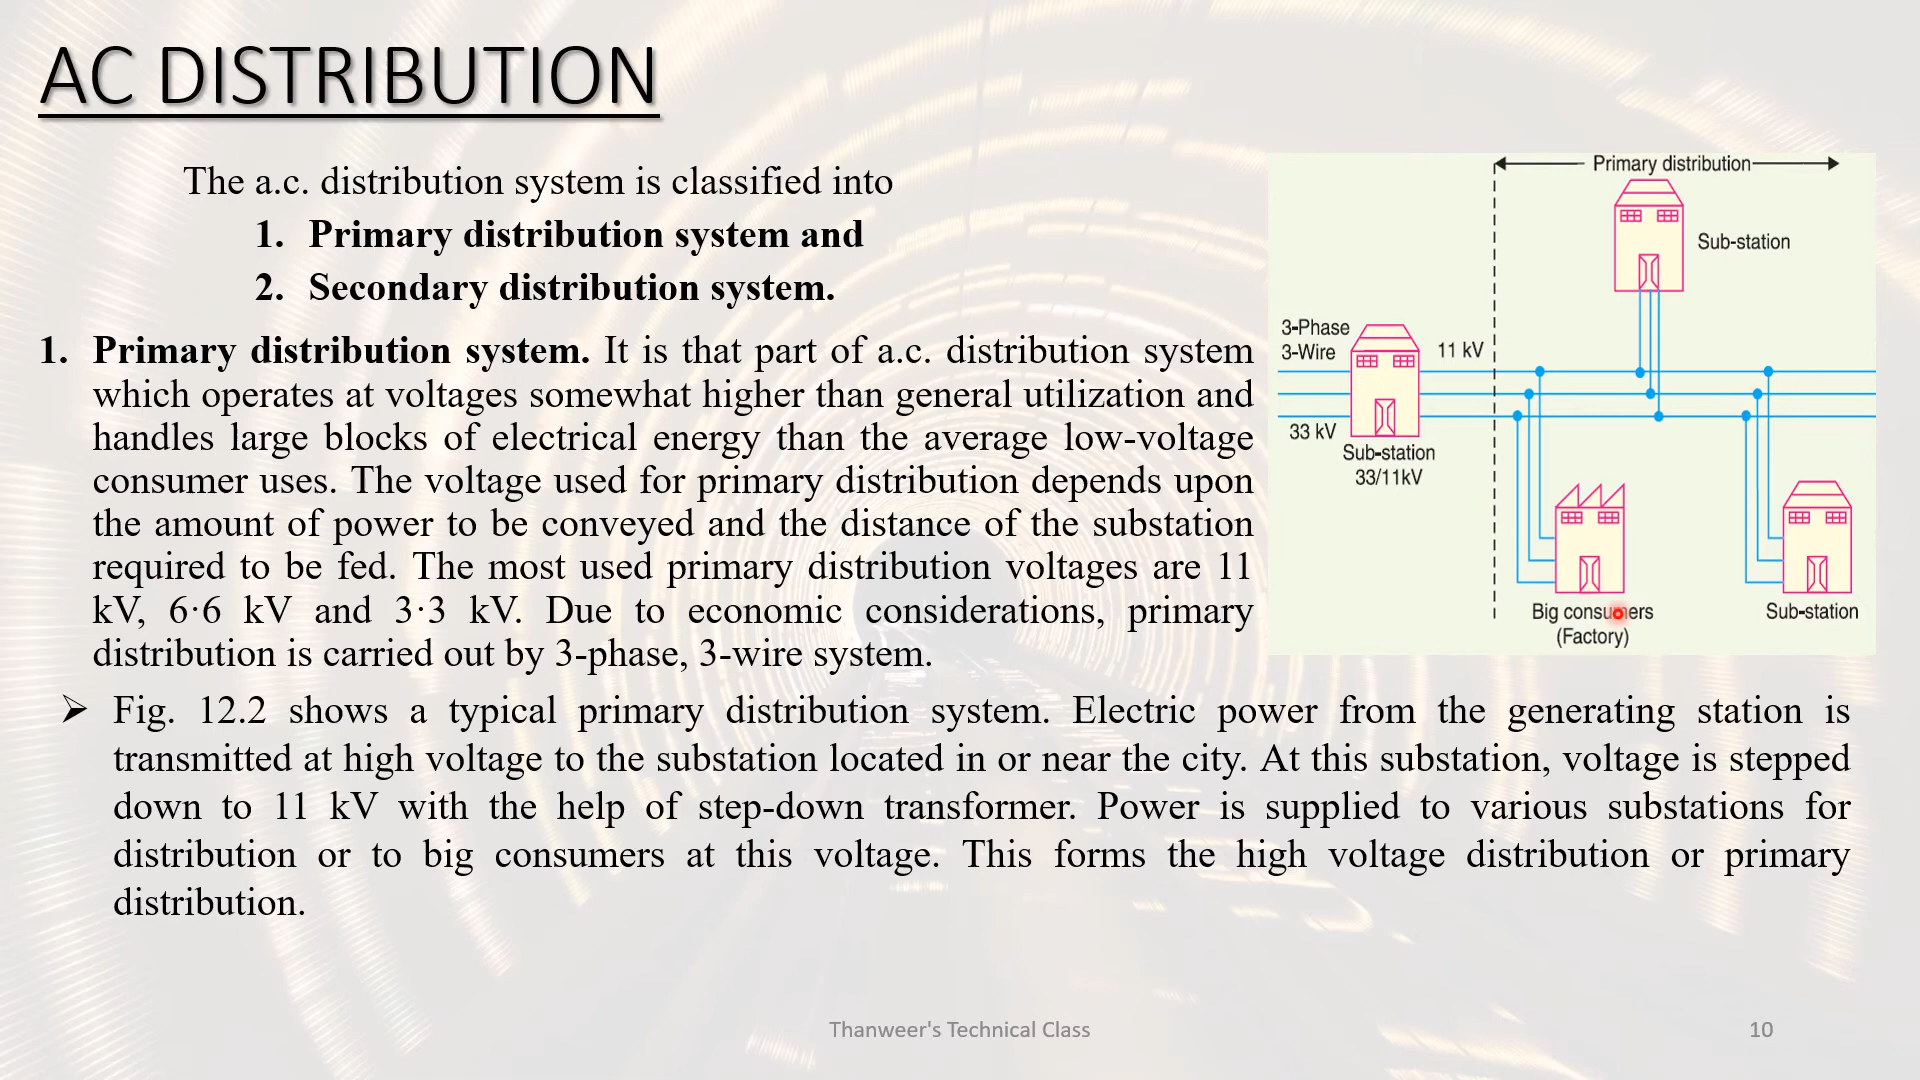 AC DISTRIBUTION
The a.c. distribution system is classified into
1. Primary distribution system and
2. Secondary distribution system.
1. Primary distribution system. It is that part of a.c. distribution system
which operates at voltages somewhat higher than general utilization and
handles large blocks of electrical energy than the average low-voltage
consumer uses. The voltage used for primary distribution depends upon
the amount of power to be conveyed and the distance of the substation
required to be fed. The most used primary distribution voltages are 11
kV, 6·6 kV and 3·3 kV. Due to economic considerations, primary
distribution is carried out by 3-phase, 3-wire system.
Primary distribution
Sub-station
3-Phase
3-Wire
11 kV
33 kV
Sub-station
33/11kV
Big consumers
(Factory)
Sub-station
➢ Fig. 12.2 shows a typical primary distribution system. Electric power from the generating station is
transmitted at high voltage to the substation located in or near the city. At this substation, voltage is stepped
down to 11 kV with the help of step-down transformer. Power is supplied to various substations for
distribution or to big consumers at this voltage. This forms the high voltage distribution or primary
distribution.
Thanweer's Technical Class
10